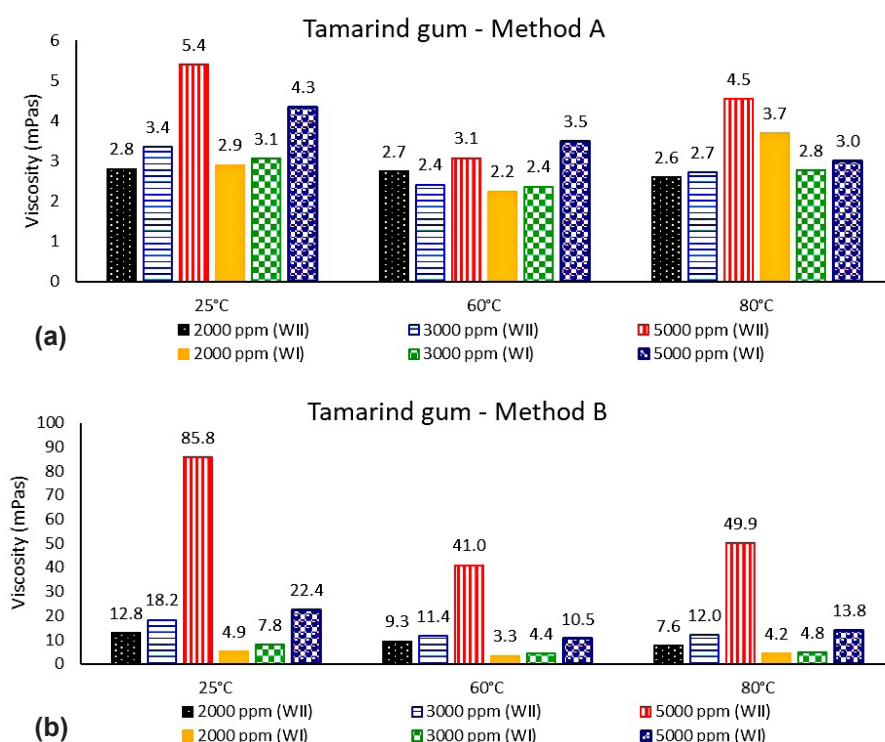 Tamarind gum - Method A
Viscosity (mPas)
6
5
4
3
2
1
0
2.8 3.4 5.4 2.9 3.1 4.3
2.7 2.4 3.1 2.2 2.4 3.5
2.6 2.7 4.5 3.7 2.8 3.0
25°C 60°C 80°C
2000 ppm (WII) 3000 ppm (WII) 5000 ppm (WII)
2000 ppm (WI) 3000 ppm (WI) 5000 ppm (WI)
(a)
Tamarind gum - Method B
Viscosity (mPas)
100
90
80
70
60
50
40
30
20
10
0
12.8 18.2 85.8 4.9 7.8 22.4
9.3 11.4 41.0 3.3 4.4 10.5
7.6 12.0 49.9 4.2 4.8 13.8
25°C 60°C 80°C
2000 ppm (WII) 3000 ppm (WII) 5000 ppm (WII)
2000 ppm (WI) 3000 ppm (WI) 5000 ppm (WI)
(b)